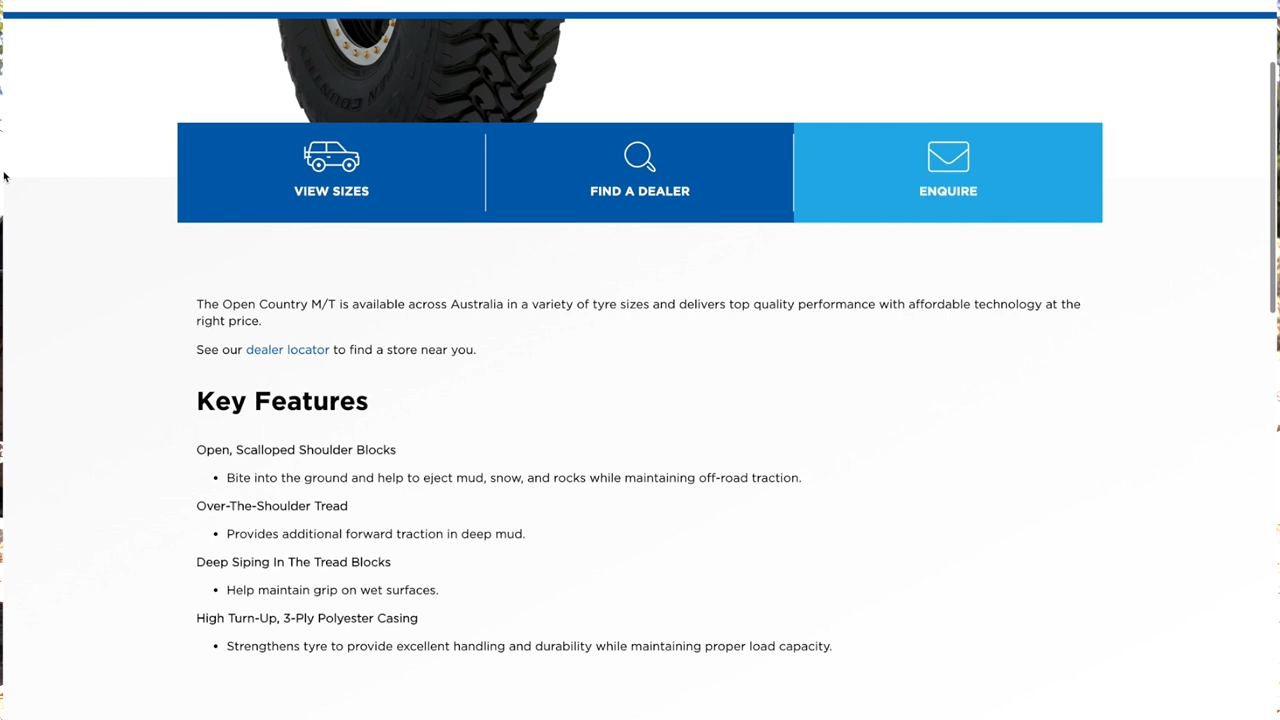 VIEW SIZES
FIND A DEALER
ENQUIRE
The Open Country M/T is available across Australia in a variety of tyre sizes and delivers top quality performance with affordable technology at the
right price.
See our dealer locator to find a store near you.
Key Features
Open, Scalloped Shoulder Blocks
• Bite into the ground and help to eject mud, snow, and rocks while maintaining off-road traction.
Over-The-Shoulder Tread
• Provides additional forward traction in deep mud.
Deep Siping In The Tread Blocks
• Help maintain grip on wet surfaces.
High Turn-Up, 3-Ply Polyester Casing
• Strengthens tyre to provide excellent handling and durability while maintaining proper load capacity.